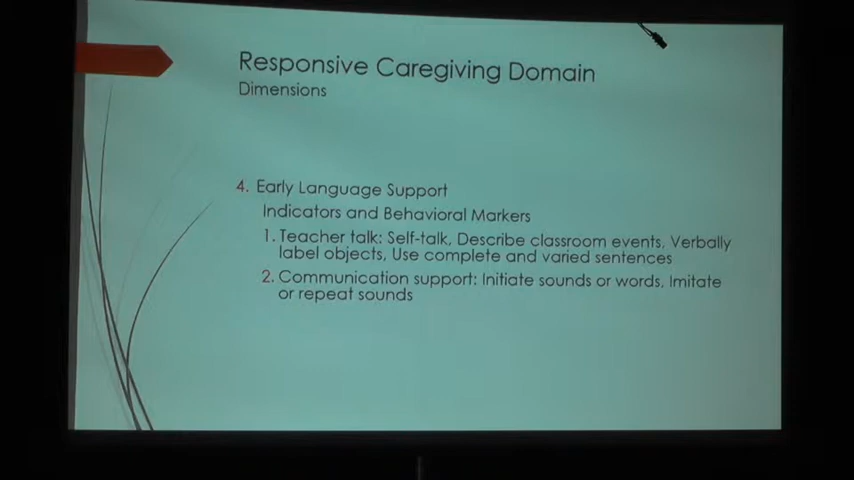 Responsive Caregiving Domain
Dimensions
4. Early Language Support
Indicators and Behavioral Markers
1. Teacher talk: Self-talk, Describe classroom events, Verbally
label objects, Use complete and varied sentences
2. Communication support: Initiate sounds or words, Imitate
or repeat sounds